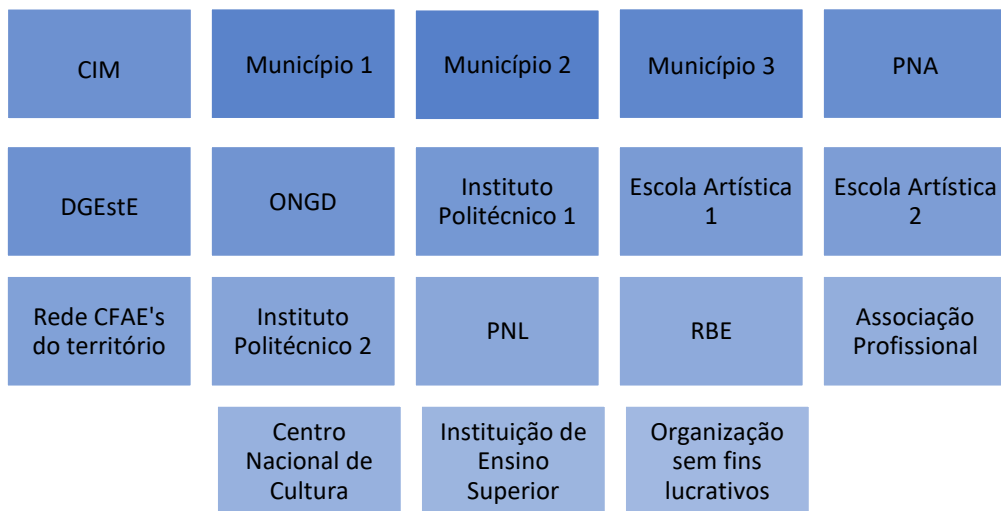 CIM
Município 1
Município 2
Município 3
PNA
DGEstE
ONGD
Instituto
Politécnico 1
Escola Artística
1
Escola Artística
2
Rede CFAE's
do território
Instituto
Politécnico 2
PNL
RBE
Associação
Profissional
Centro
Nacional de
Cultura
Instituição de
Ensino
Superior
Organização
sem fins
lucrativos